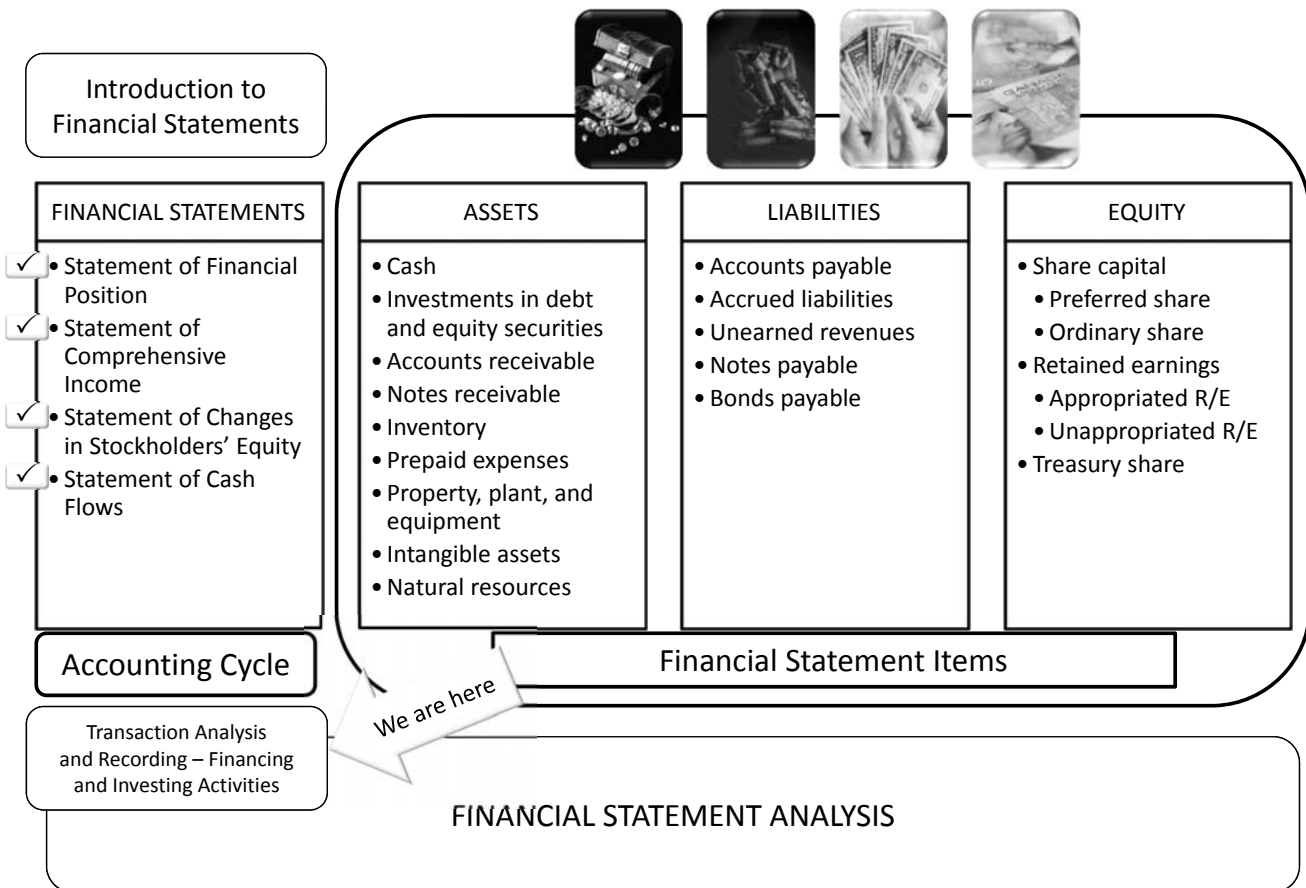 Introduction to
Financial Statements
FINANCIAL STATEMENTS
✓ • Statement of Financial
Position
✓ • Statement of
Comprehensive
Income
✓ • Statement of Changes
in Stockholders’ Equity
✓ • Statement of Cash
Flows
ASSETS
• Cash
• Investments in debt
and equity securities
• Accounts receivable
• Notes receivable
• Inventory
• Prepaid expenses
• Property, plant, and
equipment
• Intangible assets
• Natural resources
LIABILITIES
• Accounts payable
• Accrued liabilities
• Unearned revenues
• Notes payable
• Bonds payable
EQUITY
• Share capital
• Preferred share
• Ordinary share
• Retained earnings
• Appropriated R/E
• Unappropriated R/E
• Treasury share
Accounting Cycle
Financial Statement Items
We are here
Transaction Analysis
and Recording – Financing
and Investing Activities
FINANCIAL STATEMENT ANALYSIS